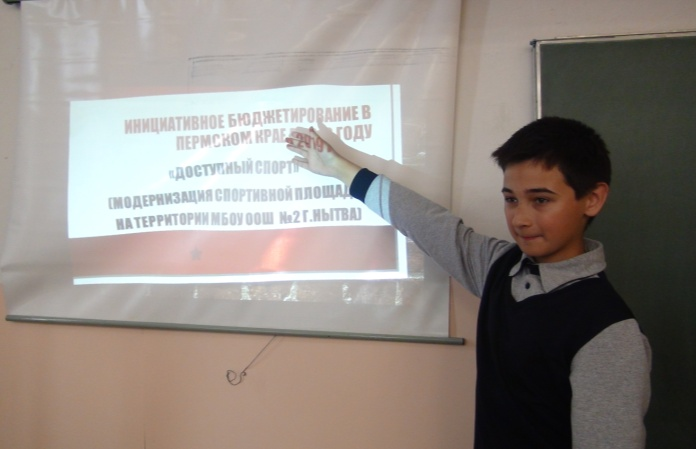 ИНИЦИАТИВНОЕ БЮДЖЕТИРОВАНИЕ В
ПЕРМСКОМ КРАЕ ГОДУ
«ДОСТУПНЫЙ СПОРТ»
(МОДЕРНИЗАЦИЯ СПОРТИВНОЙ
НА ТЕРРИТОРИИ МБОУ ООШ №2 Г.НЫТВА)